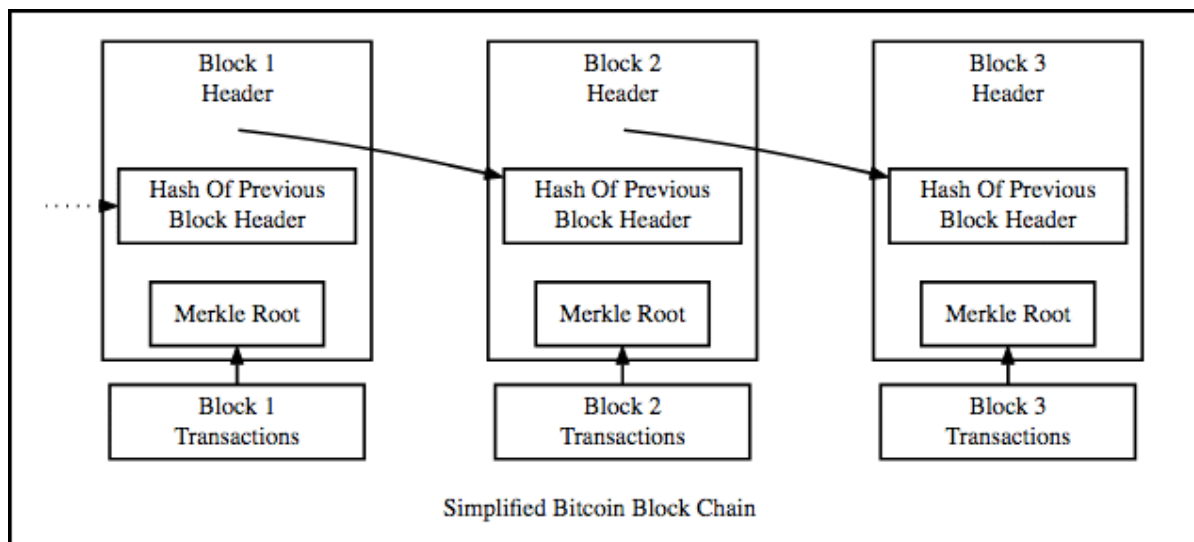 Block 1
Header
Hash Of Previous
Block Header
Merkle Root
Block 1
Transactions
Block 2
Header
Hash Of Previous
Block Header
Merkle Root
Block 2
Transactions
Block 3
Header
Hash Of Previous
Block Header
Merkle Root
Block 3
Transactions
Simplified Bitcoin Block Chain